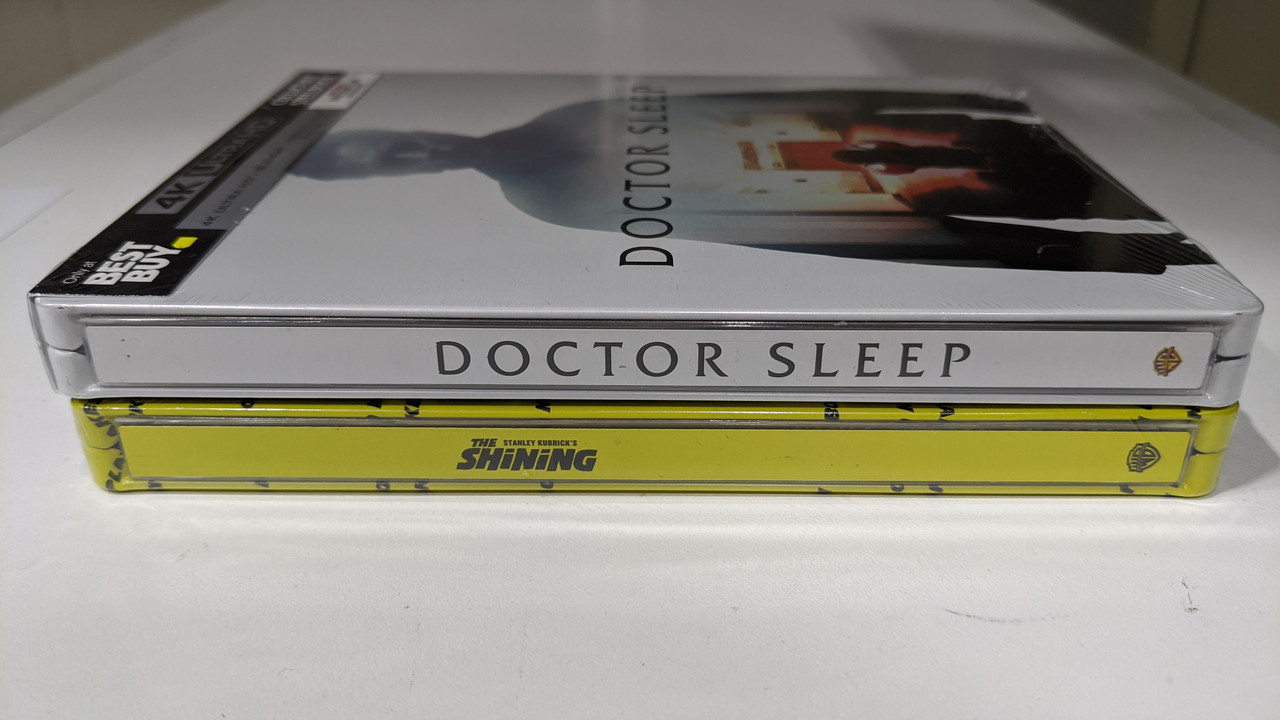 Only at
BEST
BUY
4K ULTRA HD
DOCTOR SLEEP
DOCTOR SLEEP
THE
STANLEY KUBRICK'S
SHiNiNG